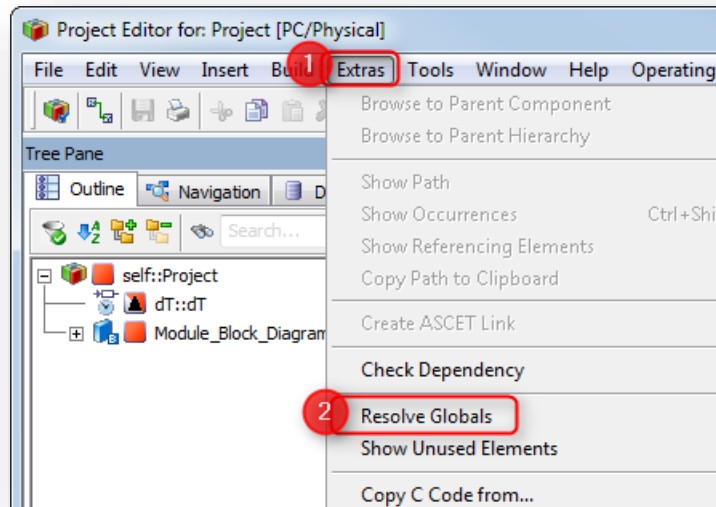 Project Editor for: Project [PC/Physical]
1
File Edit View Insert Build Extras Tools Window Help Operating
Tree Pane
Outline Navigation D
Search...
self::Project
dT::dT
Module_Block_Diagram
Browse to Parent Component
Browse to Parent Hierarchy
Show Path
Show Occurrences Ctrl+Shi
Show Referencing Elements
Copy Path to Clipboard
Create ASCET Link
Check Dependency
2
Resolve Globals
Show Unused Elements
Copy C Code from...